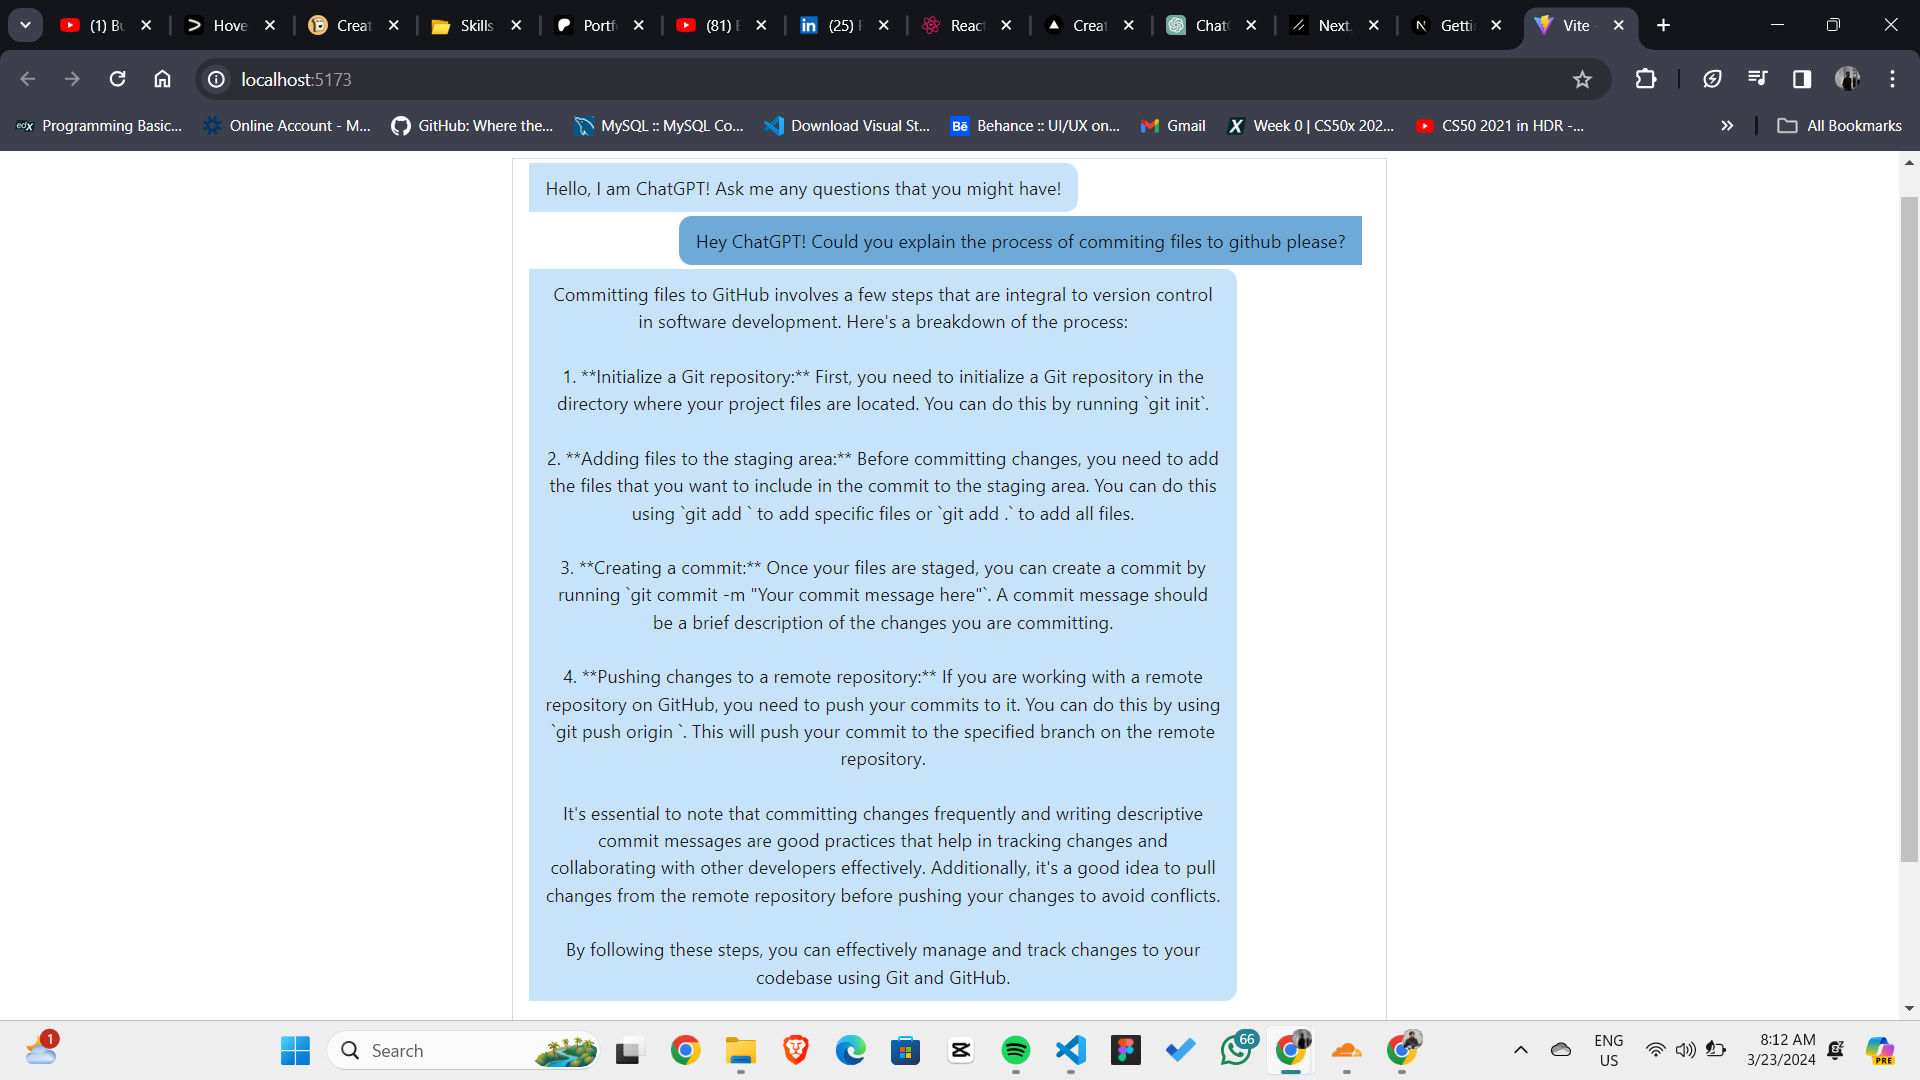 (1) Bu
Hove
Creat
Skills
Portf
(81) E
(25) F
React
Creat
Chat
Next.
Getti
Vite -
localhost:5173
edX Programming Basic...
Online Account - M...
GitHub: Where the...
MySQL :: MySQL Co...
Download Visual St...
Bē Behance :: UI/UX on...
Gmail
Week 0 | CS50x 202...
CS50 2021 in HDR -...
All Bookmarks
Hello, I am ChatGPT! Ask me any questions that you might have!
Hey ChatGPT! Could you explain the process of commiting files to github please?
Committing files to GitHub involves a few steps that are integral to version control
in software development. Here's a breakdown of the process:
1. **Initialize a Git repository:** First, you need to initialize a Git repository in the
directory where your project files are located. You can do this by running `git init`.
2. **Adding files to the staging area:** Before committing changes, you need to add
the files that you want to include in the commit to the staging area. You can do this
using `git add ` to add specific files or `git add .` to add all files.
3. **Creating a commit:** Once your files are staged, you can create a commit by
running `git commit -m "Your commit message here"`. A commit message should
be a brief description of the changes you are committing.
4. **Pushing changes to a remote repository:** If you are working with a remote
repository on GitHub, you need to push your commits to it. You can do this by using
`git push origin `. This will push your commit to the specified branch on the remote
repository.
It's essential to note that committing changes frequently and writing descriptive
commit messages are good practices that help in tracking changes and
collaborating with other developers effectively. Additionally, it's a good idea to pull
changes from the remote repository before pushing your changes to avoid conflicts.
By following these steps, you can effectively manage and track changes to your
codebase using Git and GitHub.
1
Search
66
ENG
US
8:12 AM
3/23/2024
PRE